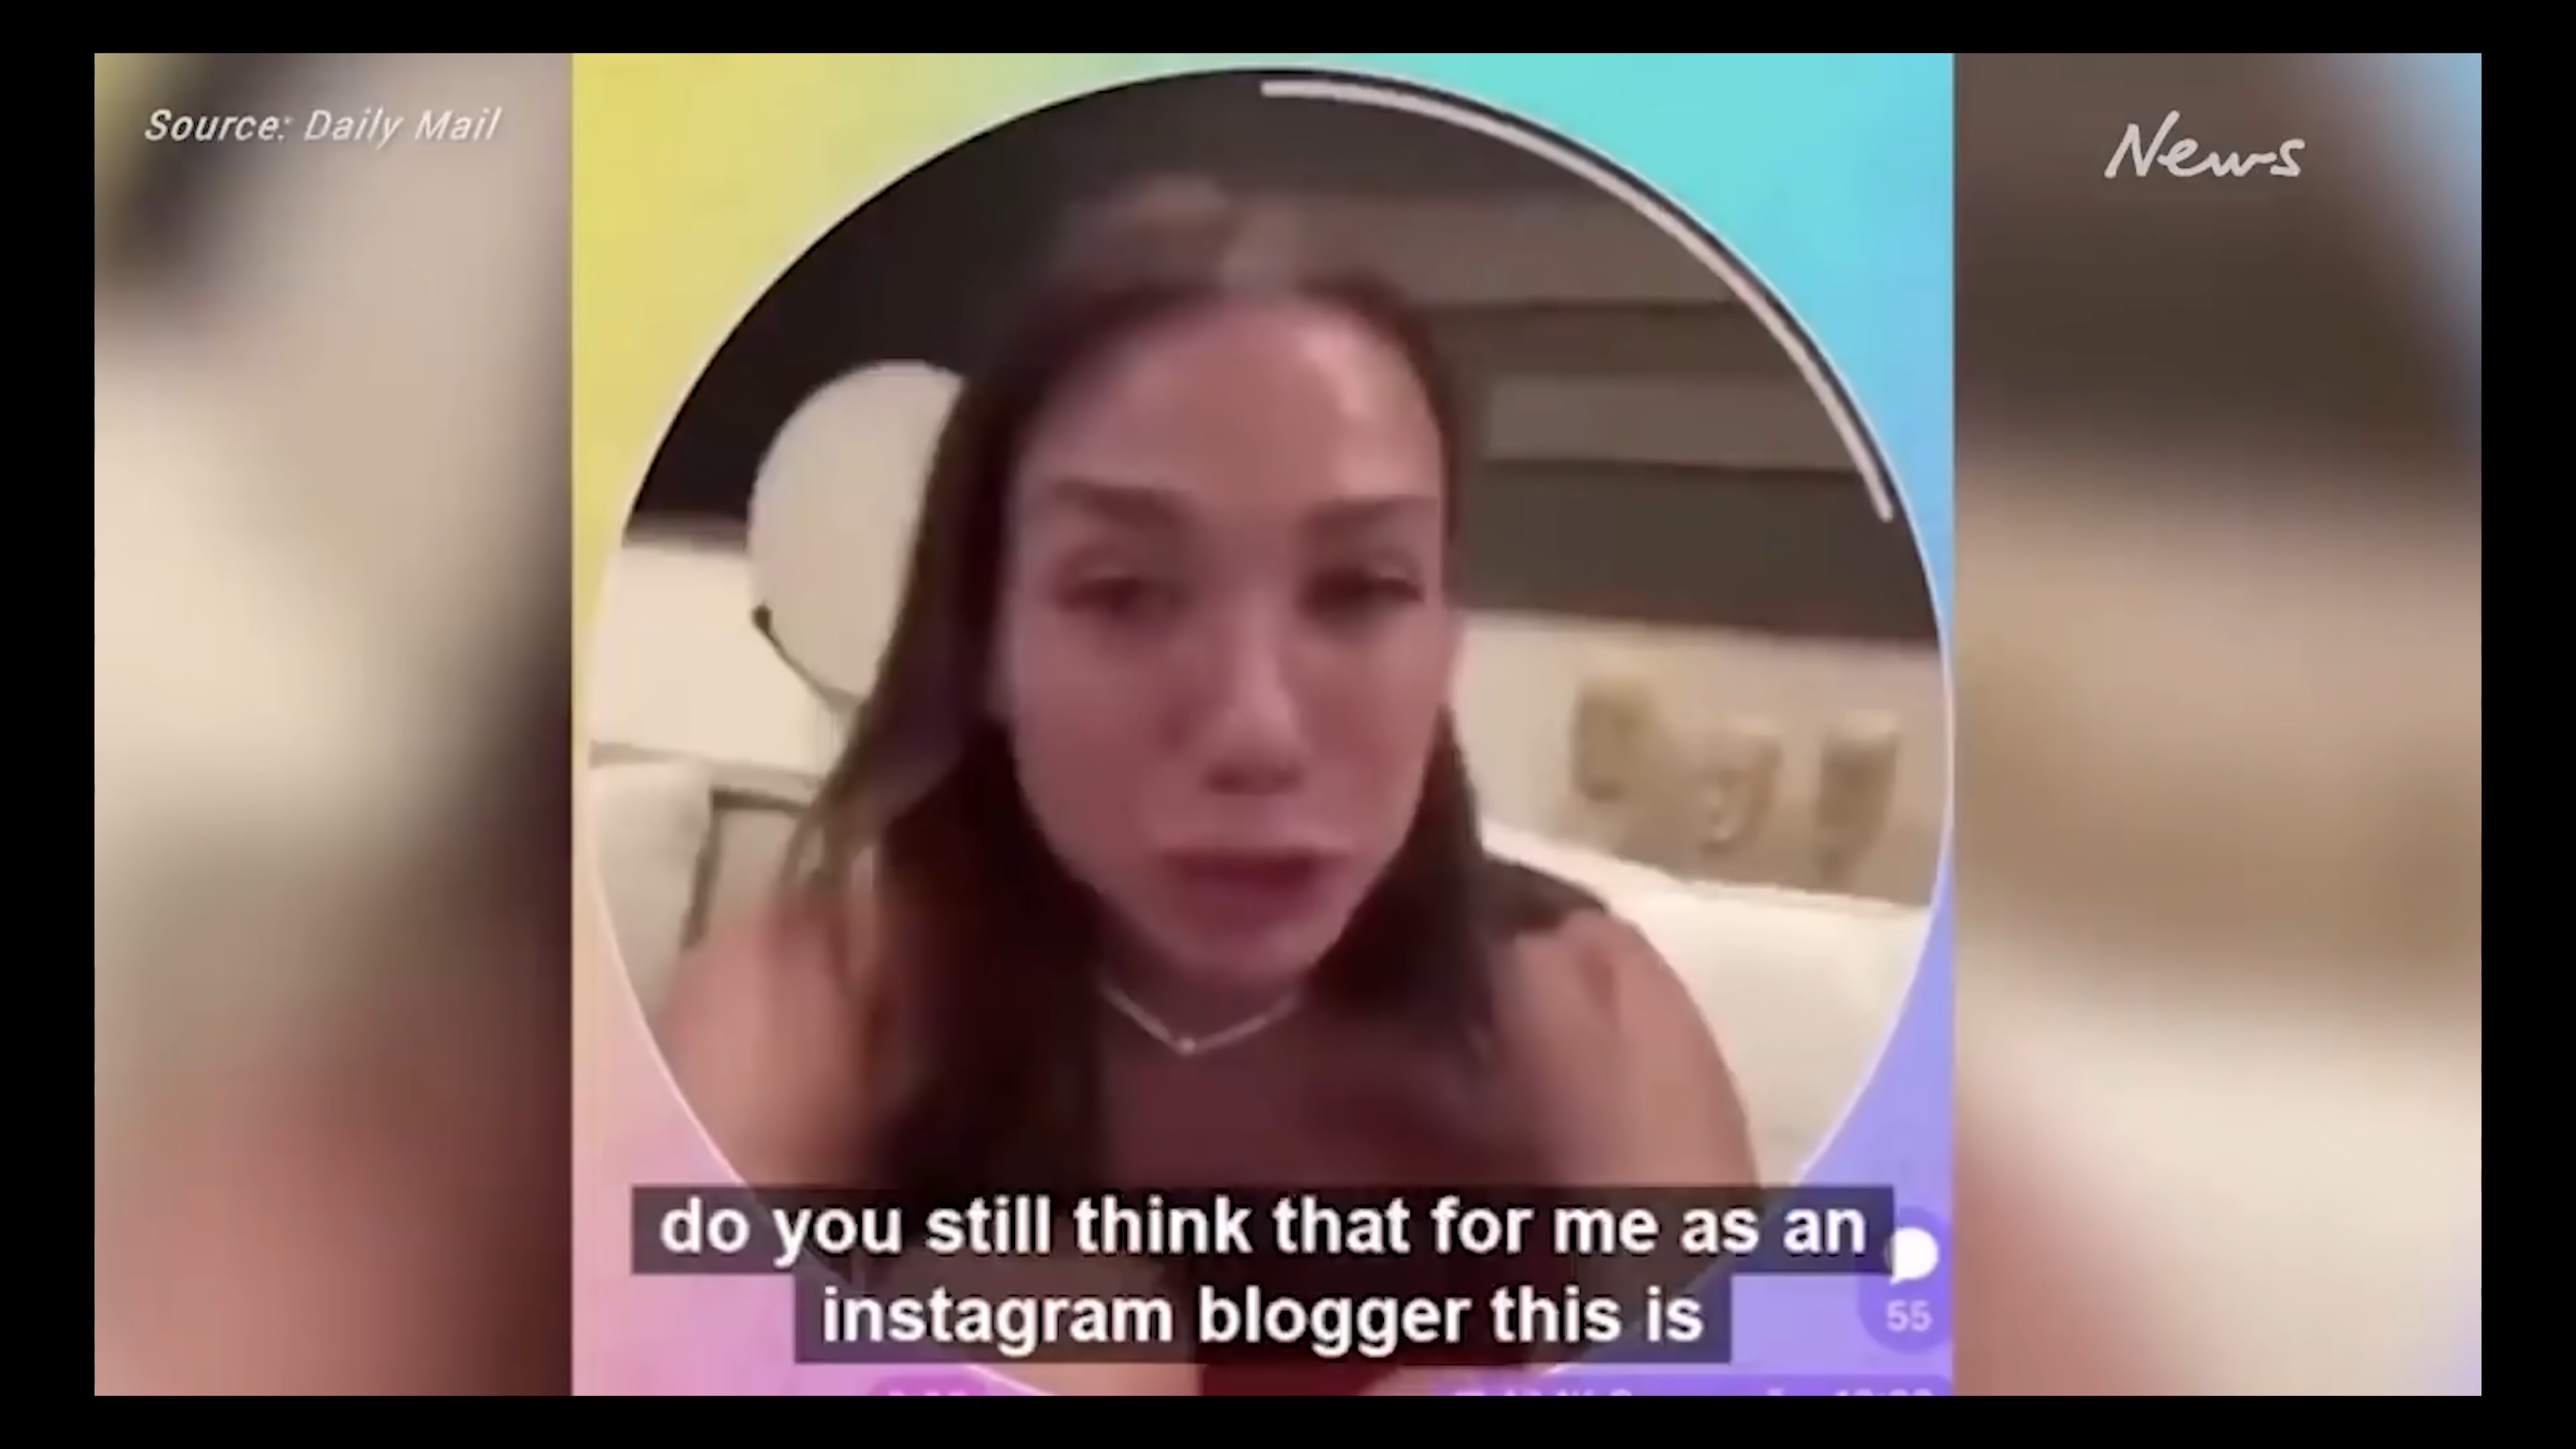 Source: Daily Mail
News
do you still think that for me as an
instagram blogger this is
55